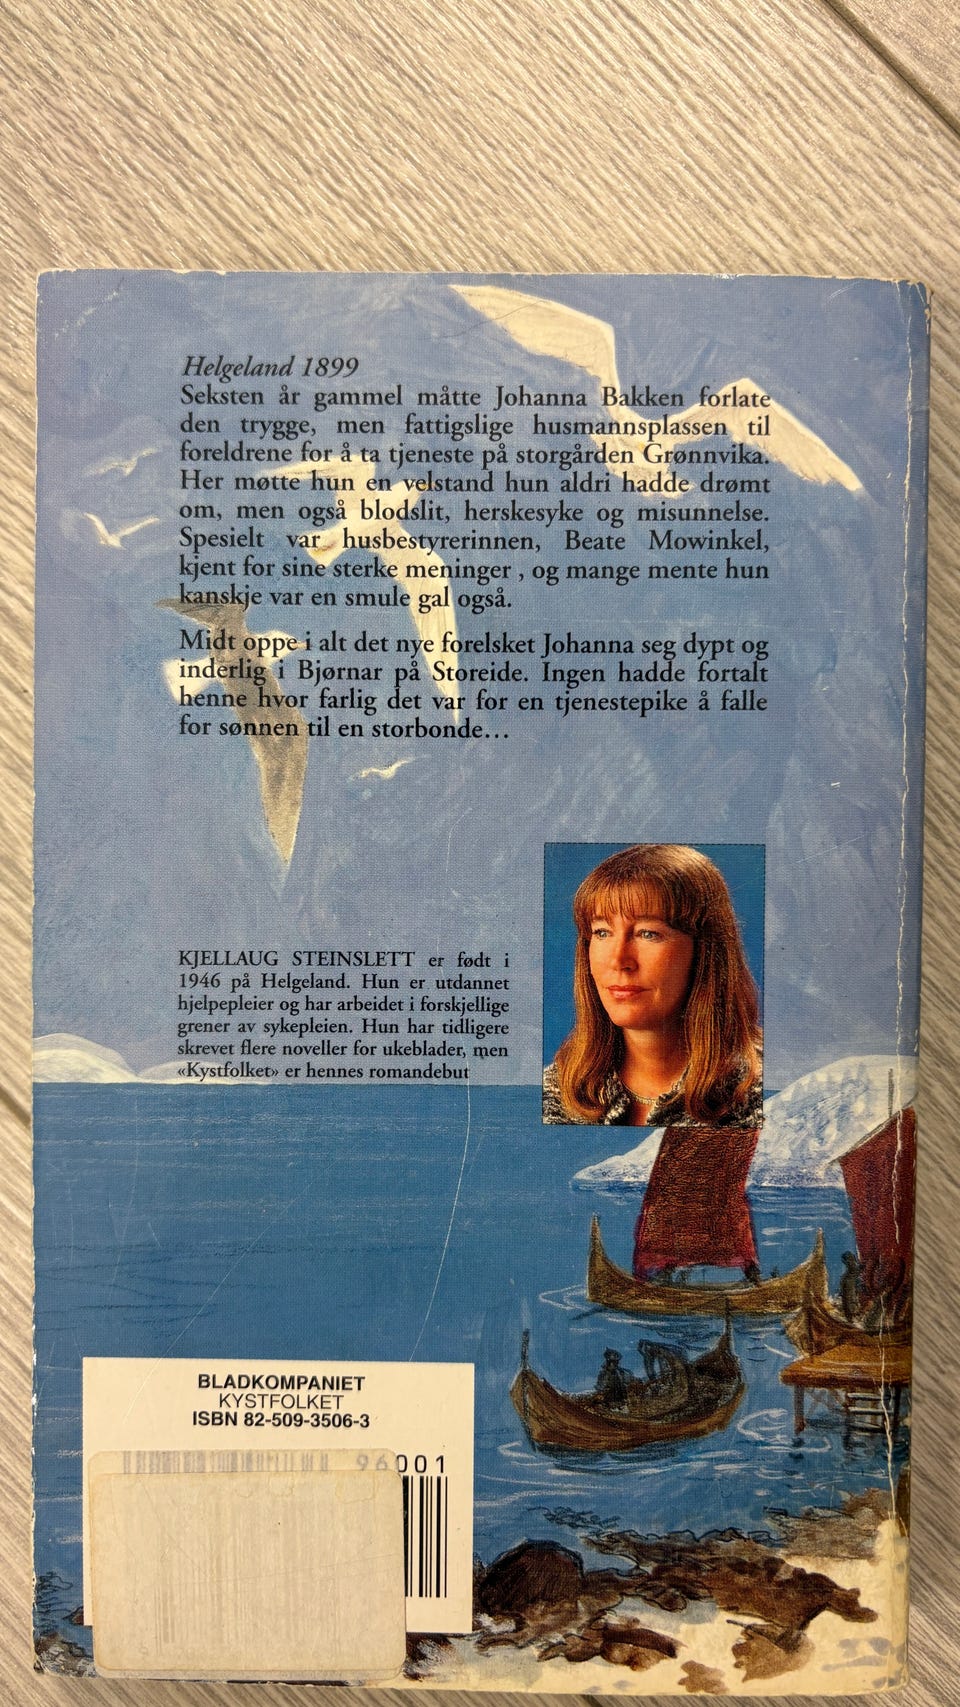 Helgeland 1899
Seksten år gammel måtte Johanna Bakken forlate
den trygge, men fattigslige husmannsplassen til
foreldrene for å ta tjeneste på storgården Grønnvika.
Her møtte hun en velstand hun aldri hadde drømt
om, men også blodslit, herskesyke og misunnelse.
Spesielt var husbestyrerinnen, Beate Mowinkel,
kjent for sine sterke meninger , og mange mente hun
kanskje var en smule gal også.
Midt oppe i alt det nye forelsket Johanna seg dypt og
inderlig i Bjørnar på Storeide. Ingen hadde fortalt
henne hvor farlig det var for en tjenestepike å falle
for sønnen til en storbonde…
KJELLAUG STEINSLETT er født i
1946 på Helgeland. Hun er utdannet
hjelpepleier og har arbeidet i forskjellige
grener av sykepleien. Hun har tidligere
skrevet flere noveller for ukeblader, men
«Kystfolket» er hennes romandebut
BLADKOMPANIET
KYSTFOLKET
ISBN 82-509-3506-3
96001